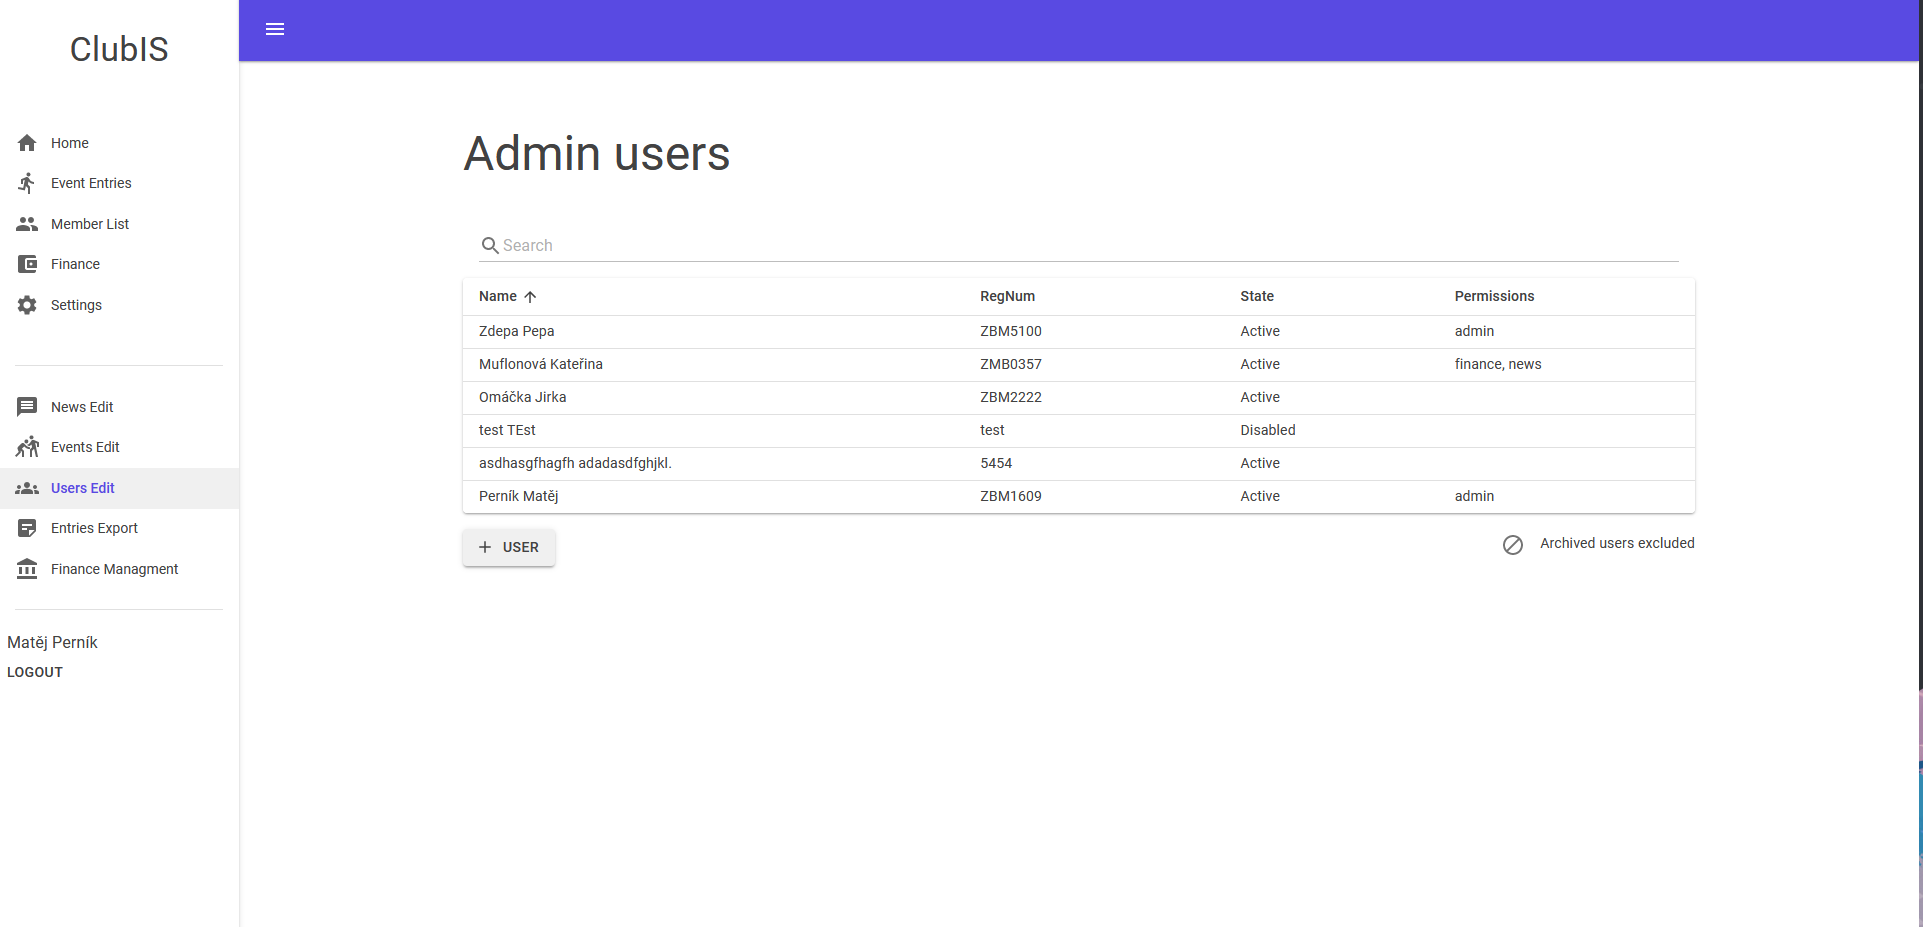 ClubIS
Home
Event Entries
Member List
Finance
Settings
News Edit
Events Edit
Users Edit
Entries Export
Finance Managment
Matěj Perník
LOGOUT
Admin users
Search
Name RegNum State Permissions
Zdepa Pepa ZBM5100 Active admin
Muflonová Kateřina ZMB0357 Active finance, news
Omáčka Jirka ZBM2222 Active
test TEst test Disabled
asdhasgfhagfh adadasdfghjkl. 5454 Active
Perník Matěj ZBM1609 Active admin
USER
Archived users excluded